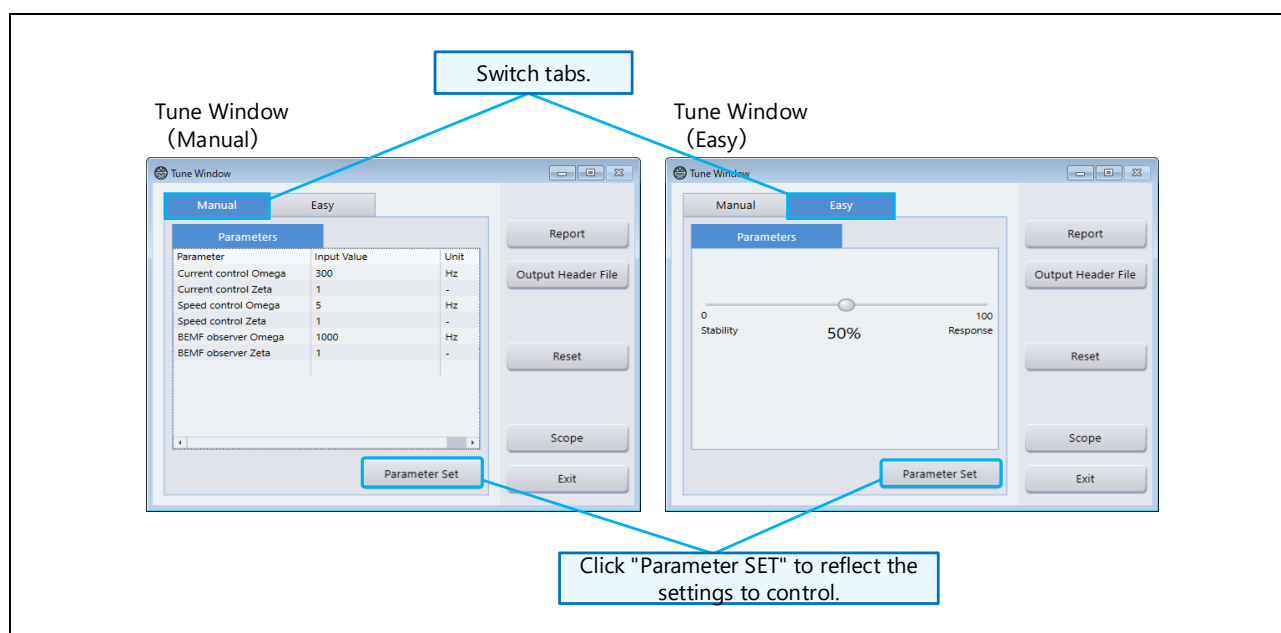 Switch tabs.
Tune Window
（Manual）
Tune Window
Manual
Easy
Parameters
Parameter Input Value Unit
Current control Omega 300 Hz
Current control Zeta 1 -
Speed control Omega 5 Hz
Speed control Zeta 1 -
BEMF observer Omega 1000 Hz
BEMF observer Zeta 1 -
Parameter Set
Report
Output Header File
Reset
Scope
Exit
Tune Window
（Easy）
Tune Window
Manual
Easy
Parameters
0
100
Stability
50%
Response
Parameter Set
Report
Output Header File
Reset
Scope
Exit
Click "Parameter SET" to reflect the
settings to control.